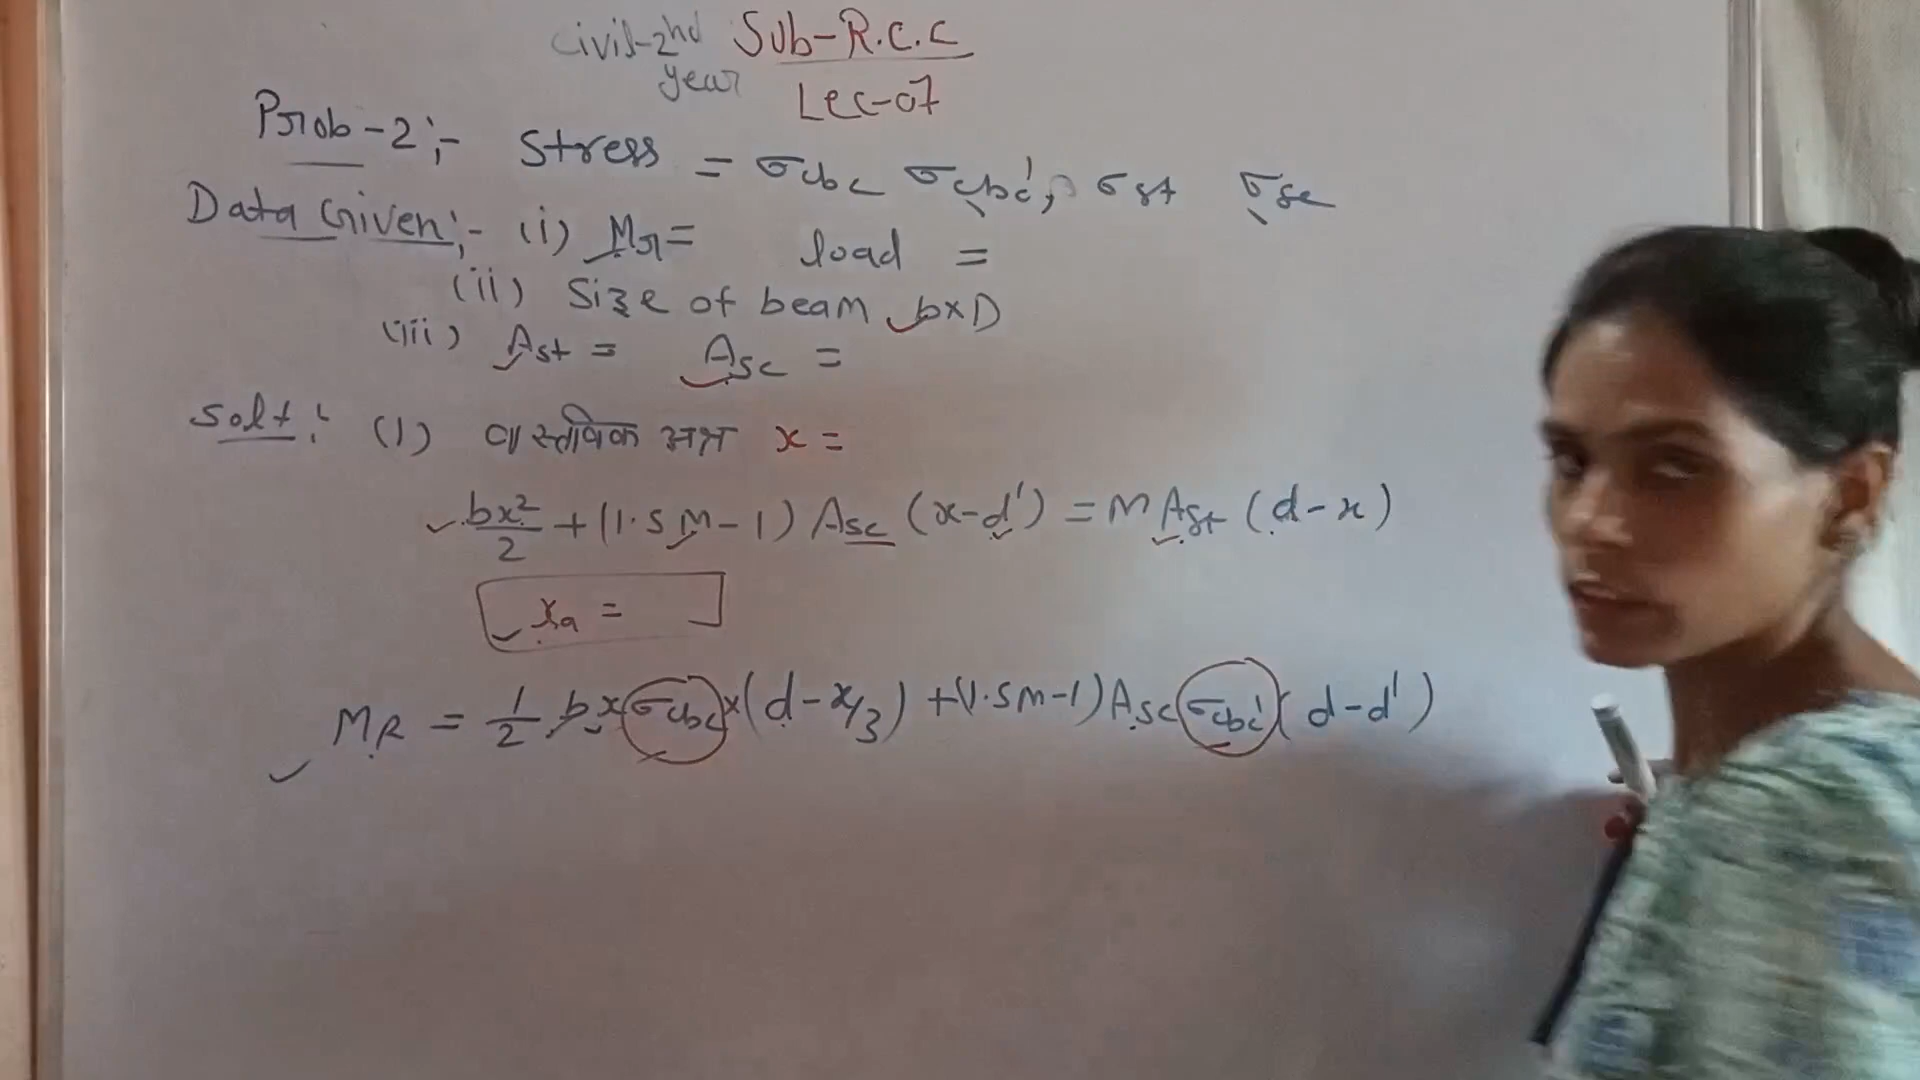 Civil-2nd year Sub-R.C.C
Lec-07
Prob-2:- Stress = σcbc σcbc', σst σsc
Data Given:- (i) Mr= load =
(ii) Size of beam b×D
(iii) Ast = Asc =
Solt: (1) वास्तविक अक्ष x =
bx²/2 + (1.5m-1) Asc (x-d') = m Ast (d-x)
xa =
MR = 1/2 bx σcbc x (d-x/3) + (1.5m-1) Asc σcbc' (d-d')